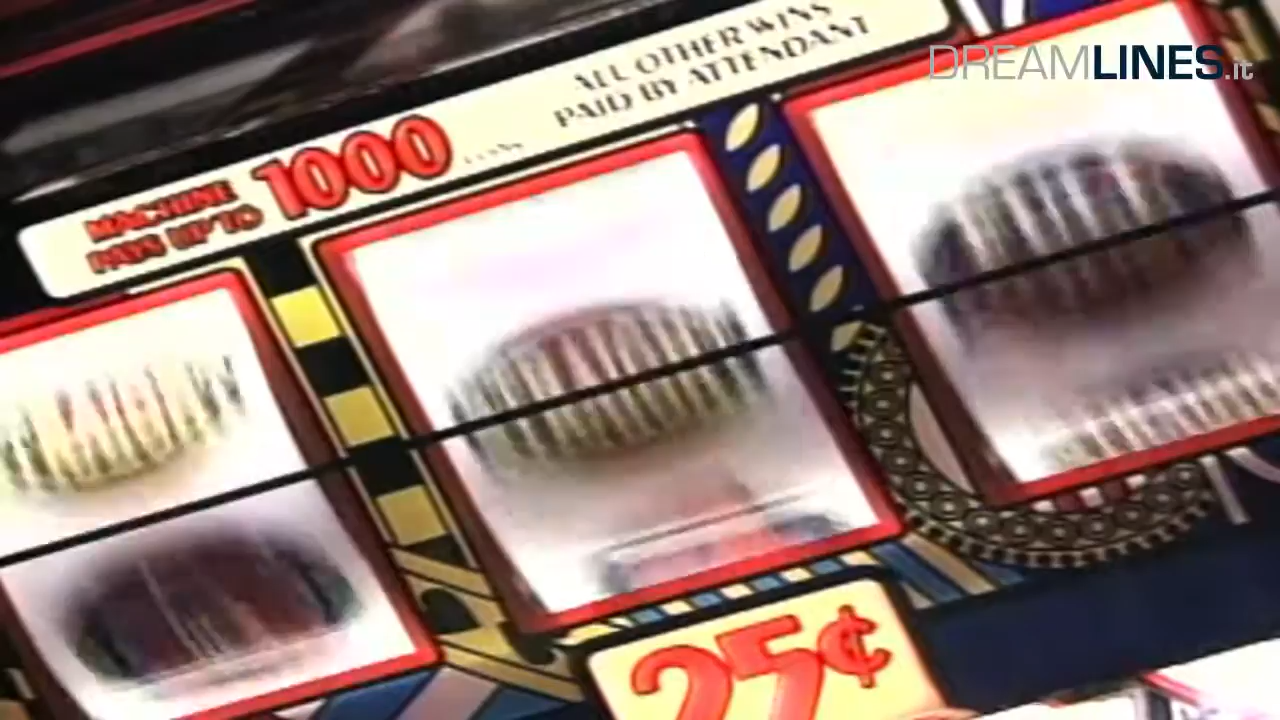 DREAMLINES.it
ALL OTHER WINS
PAID BY ATTENDANT
MACHINE
PAYS UP TO
1000
25¢